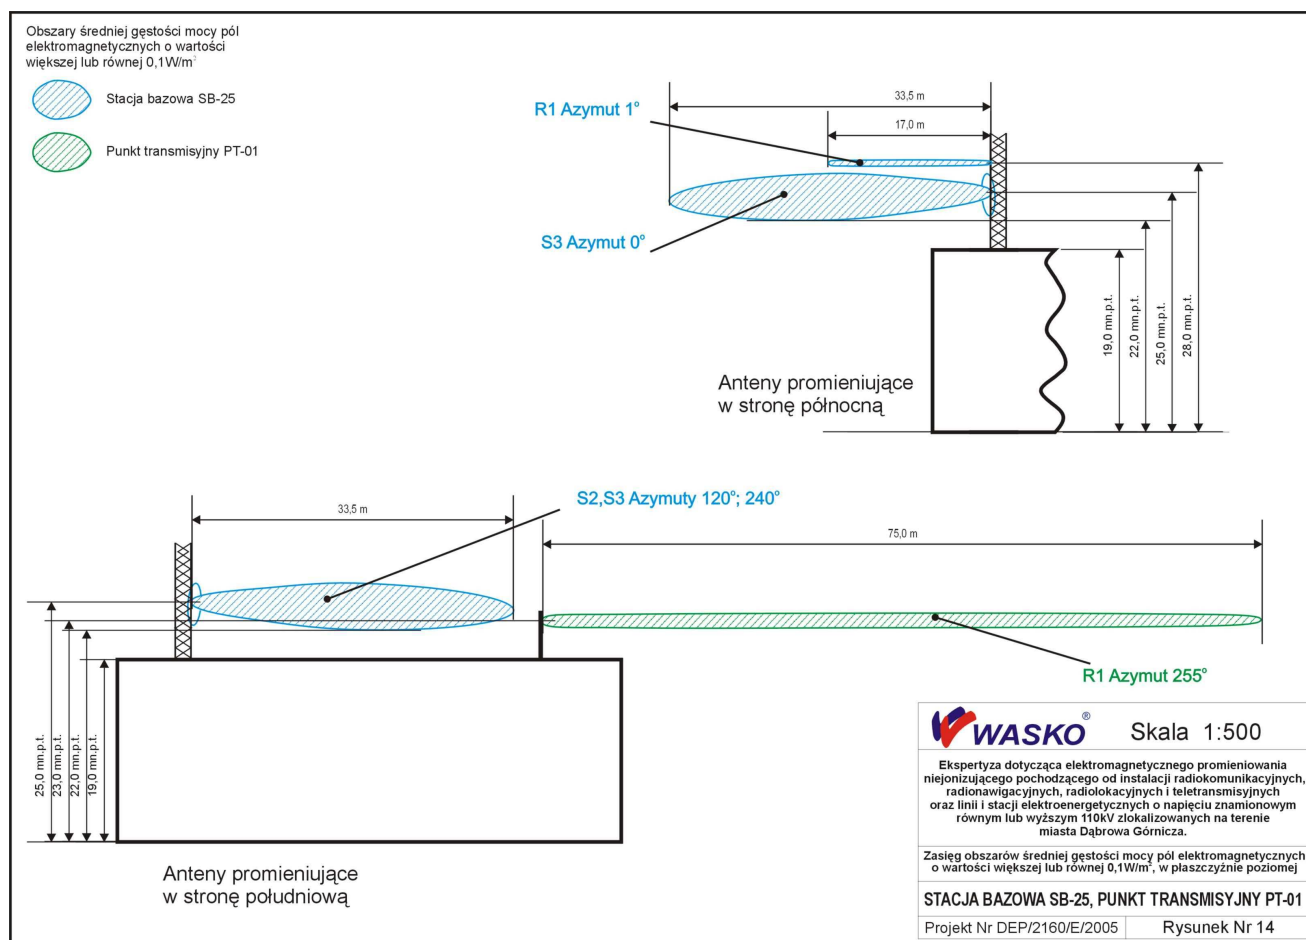 Obszary średniej gęstości mocy pól
elektromagnetycznych o wartości
większej lub równej 0,1W/m²
Stacja bazowa SB-25
Punkt transmisyjny PT-01
33,5 m
R1 Azymut 1°
17,0 m
S3 Azymut 0°
19,0 mn.p.t.
22,0 mn.p.t.
25,0 mn.p.t.
28,0 mn.p.t.
Anteny promieniujące
w stronę północną
S2,S3 Azymuty 120°; 240°
33,5 m
75,0 m
R1 Azymut 255°
25,0 mn.p.t.
23,0 mn.p.t.
22,0 mn.p.t.
19,0 mn.p.t.
Anteny promieniujące
w stronę południową
WASKO® Skala 1:500
Ekspertyza dotycząca elektromagnetycznego promieniowania
niejonizującego pochodzącego od instalacji radiokomunikacyjnych,
radionawigacyjnych, radiolokacyjnych i teletransmisyjnych
oraz linii i stacji elektroenergetycznych o napięciu znamionowym
równym lub wyższym 110kV zlokalizowanych na terenie
miasta Dąbrowa Górnicza.
Zasięg obszarów średniej gęstości mocy pól elektromagnetycznych
o wartości większej lub równej 0,1W/m², w płaszczyźnie poziomej
STACJA BAZOWA SB-25, PUNKT TRANSMISYJNY PT-01
Projekt Nr DEP/2160/E/2005 Rysunek Nr 14